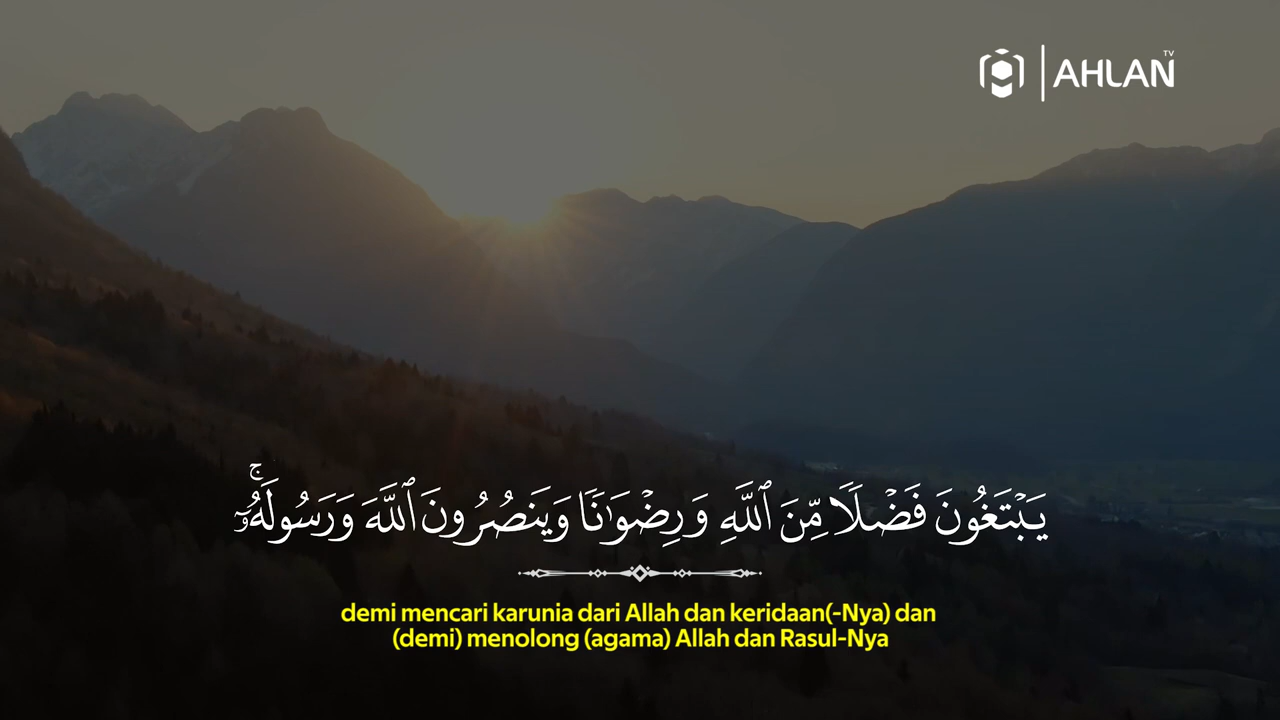 TV
AHLAN
يَبْتَغُونَ فَضْلًا مِّنَ ٱللَّهِ وَرِضْوَٰنًا وَيَنصُرُونَ ٱللَّهَ وَرَسُولَهُۥٓ ۚ
demi mencari karunia dari Allah dan keridaan(-Nya) dan
(demi) menolong (agama) Allah dan Rasul-Nya